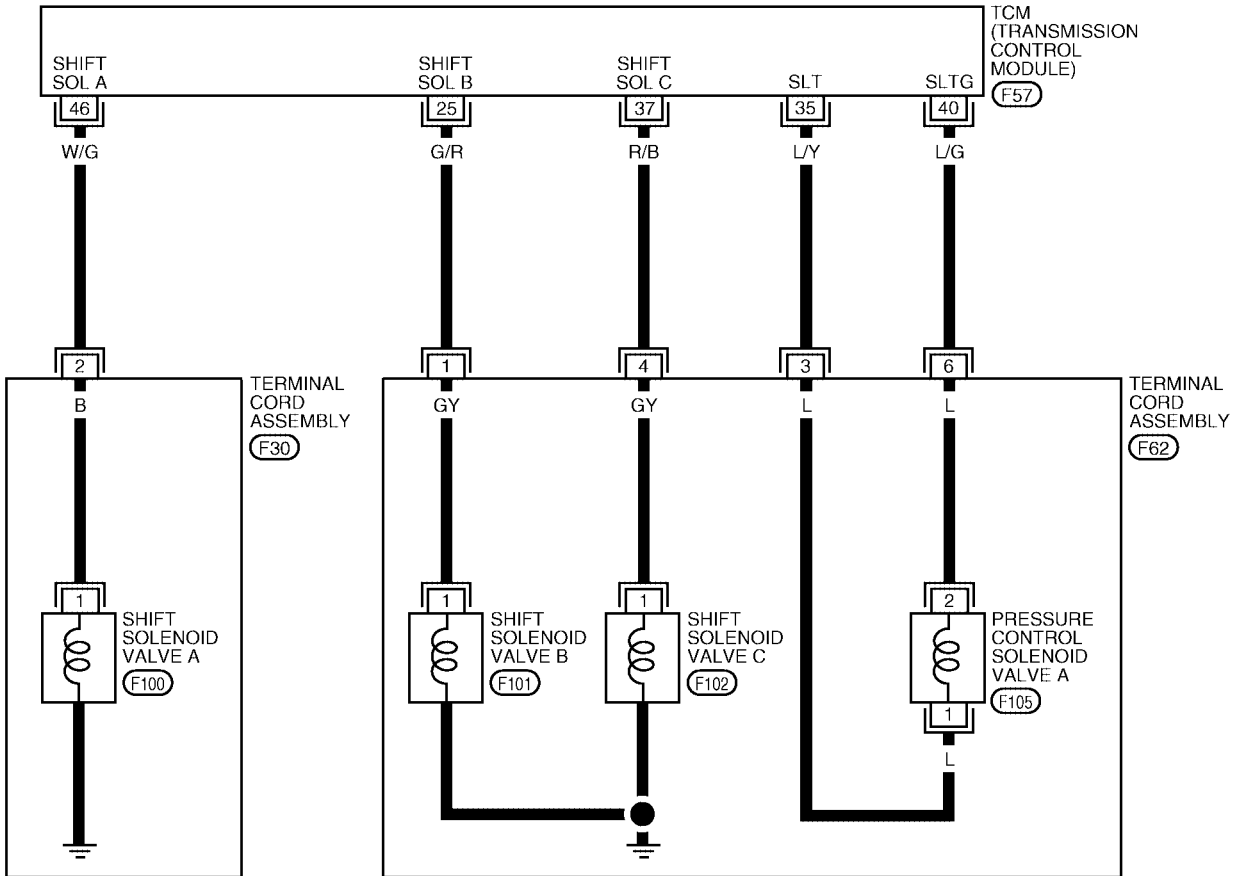 TCM
(TRANSMISSION
CONTROL
MODULE)
F57
SHIFT
SOL A
SHIFT
SOL B
SHIFT
SOL C
SLT
SLTG
46
25
37
35
40
W/G
G/R
R/B
L/Y
L/G
2
1
4
3
6
TERMINAL
CORD
ASSEMBLY
F30
TERMINAL
CORD
ASSEMBLY
F62
B
GY
GY
L
L
1
1
1
2
SHIFT
SOLENOID
VALVE A
F100
SHIFT
SOLENOID
VALVE B
F101
SHIFT
SOLENOID
VALVE C
F102
PRESSURE
CONTROL
SOLENOID
VALVE A
F105
1
L